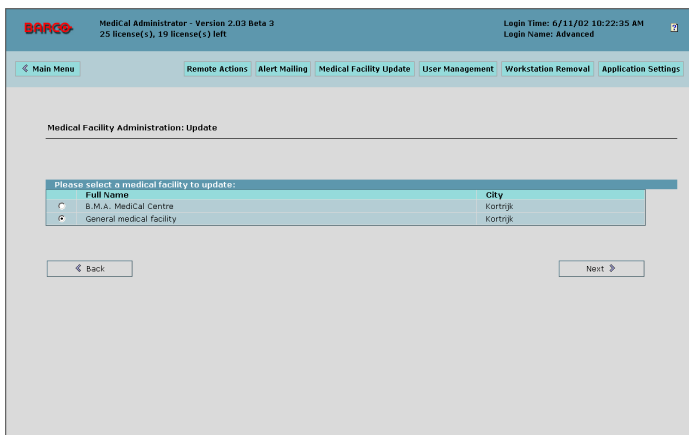 BARCO
MediCal Administrator - Version 2.03 Beta 3
25 license(s), 19 license(s) left
Login Time: 6/11/02 10:22:35 AM
Login Name: Advanced
?
Main Menu
Remote Actions
Alert Mailing
Medical Facility Update
User Management
Workstation Removal
Application Settings
Medical Facility Administration: Update
Please select a medical facility to update:
Full Name City
B.M.A. MediCal Centre Kortrijk
General medical facility Kortrijk
Back
Next